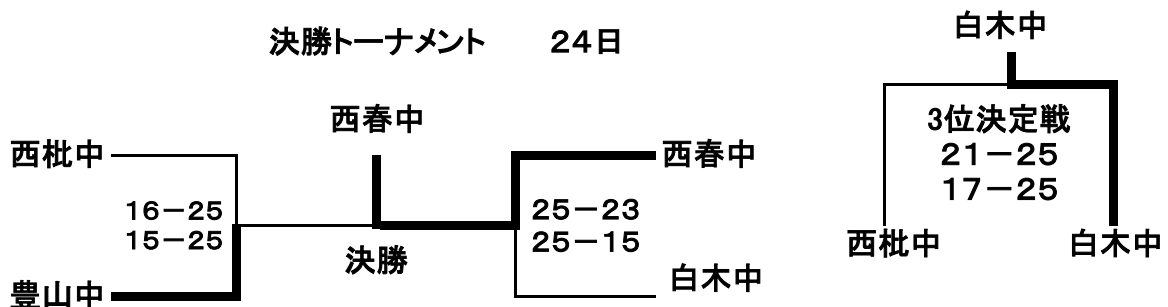 決勝トーナメント　24日
西枇中
豊山中
16－25
15－25
西春中
決勝
西春中
白木中
25－23
25－15
白木中
3位決定戦
21－25
17－25
西枇中
白木中